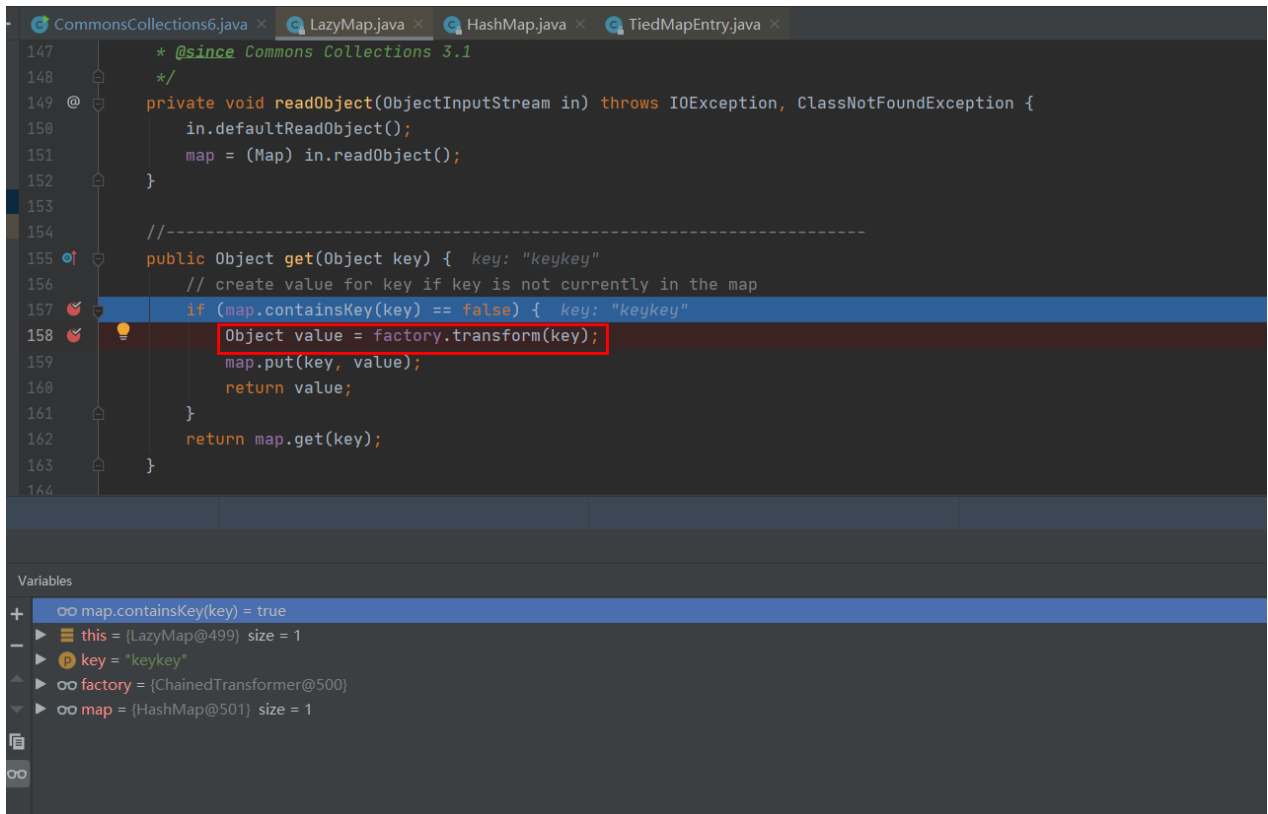 CommonsCollections6.java × LazyMap.java × HashMap.java × TiedMapEntry.java ×
147 * @since Commons Collections 3.1
148 */
149 @ private void readObject(ObjectInputStream in) throws IOException, ClassNotFoundException {
150 in.defaultReadObject();
151 map = (Map) in.readObject();
152 }
153
154 //-----------------------------------------------------------------------
155 public Object get(Object key) { key: "keykey"
156 // create value for key if key is not currently in the map
157 if (map.containsKey(key) == false) { key: "keykey"
158 Object value = factory.transform(key);
159 map.put(key, value);
160 return value;
161 }
162 return map.get(key);
163 }
164
Variables
map.containsKey(key) = true
this = {LazyMap@499} size = 1
p key = "keykey"
factory = {ChainedTransformer@500}
map = {HashMap@501} size = 1